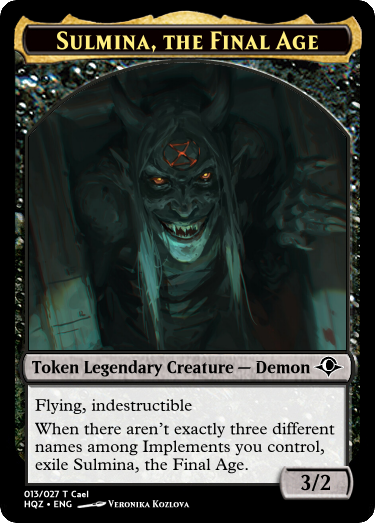 Sulmina, the Final Age
Token Legendary Creature — Demon
Flying, indestructible
When there aren't exactly three different
names among Implements you control,
exile Sulmina, the Final Age.
3/2
013/027 T Cael
HQZ • ENG Veronika Kozlova